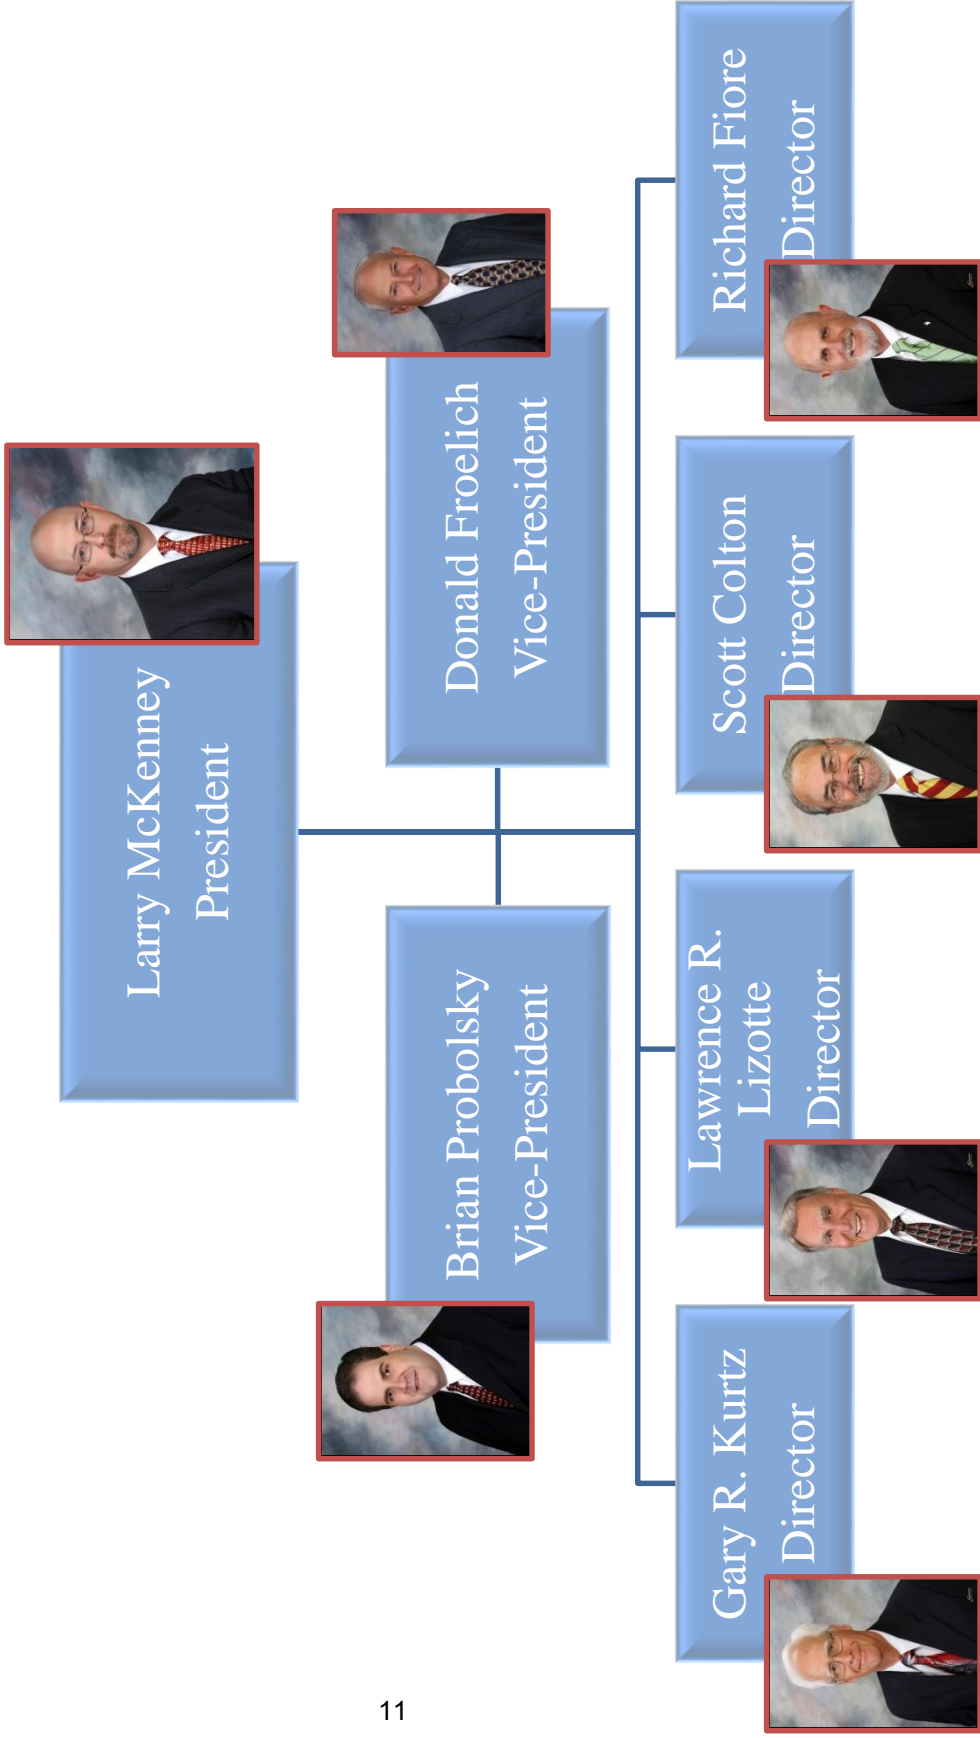 Larry McKenney
President
Brian Probolsky
Vice-President
Donald Froelich
Vice-President
Gary R. Kurtz
Director
Lawrence R.
Lizotte
Director
Scott Colton
Director
Richard Fiore
Director
11